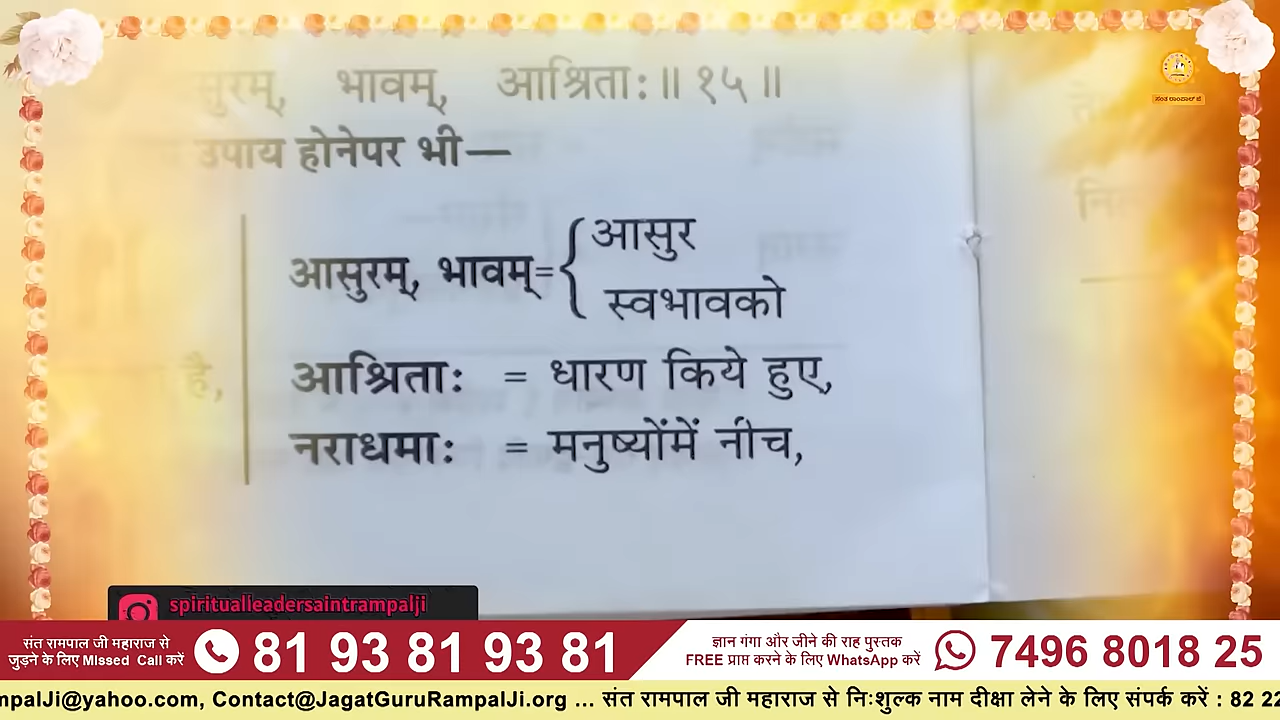 सुरम्, भावम्, आश्रिताः॥ १५ ॥
उपाय होनेपर भी—
आसुरम्, भावम्= { आसुर
स्वभावको
है,
आश्रिताः = धारण किये हुए,
नराधमाः = मनुष्योंमें नीच,
spiritualleadersaintrampalji
संत रामपाल जी महाराज से
जुड़ने के लिए Missed Call करें
81 93 81 93 81
ज्ञान गंगा और जीने की राह पुस्तक
FREE प्राप्त करने के लिए WhatsApp करें
7496 8018 25
mpalJi@yahoo.com, Contact@JagatGuruRampalJi.org ... संत रामपाल जी महाराज से निःशुल्क नाम दीक्षा लेने के लिए संपर्क करें : 82 22